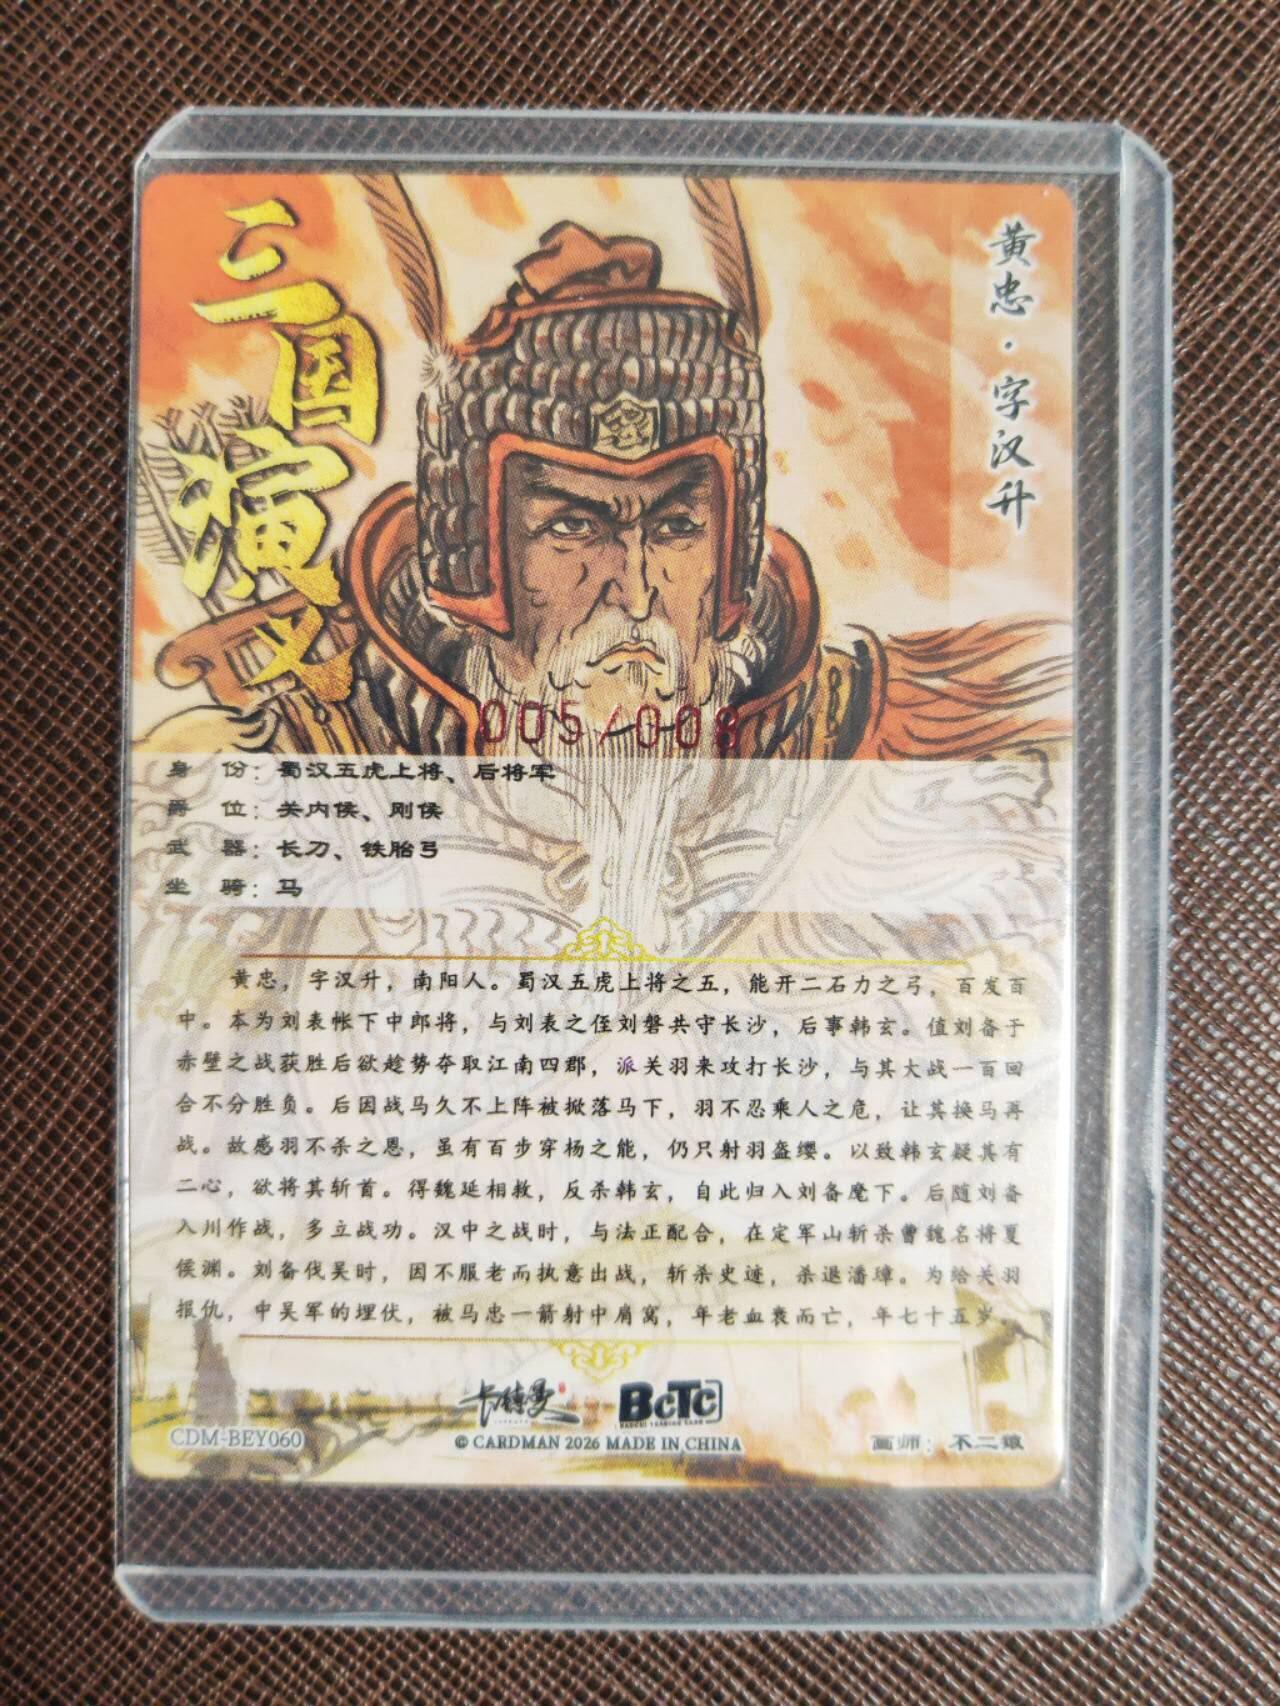 三国演义
黄忠·字汉升
005/008
身 份：蜀汉五虎上将、后将军
爵 位：关内侯、刚侯
武 器：长刀、铁胎弓
坐 骑：马
黄忠，字汉升，南阳人。蜀汉五虎上将之五，能开二石力之弓，百发百
中。本为刘表帐下中郎将，与刘表之侄刘磐共守长沙，后事韩玄。值刘备于
赤壁之战获胜后欲趁势夺取江南四郡，派关羽来攻打长沙，与其大战一百回
合不分胜负。后因战马久不上阵被掀落马下，羽不忍乘人之危，让其换马再
战。故感羽不杀之恩，虽有百步穿杨之能，仍只射羽盔缨。以致韩玄疑其有
二心，欲将其斩首。得魏延相救，反杀韩玄，自此归入刘备麾下。后随刘备
入川作战，多立战功。汉中之战时，与法正配合，在定军山斩杀曹魏名将夏
侯渊。刘备伐吴时，因不服老而执意出战，斩杀史迹，杀退潘璋。为给关羽
报仇，中吴军的埋伏，被马忠一箭射中肩窝，年老血衰而亡，年七十五岁。
卡德曼 BCTC
CDM-BEY060
© CARDMAN 2026 MADE IN CHINA
画师：不二